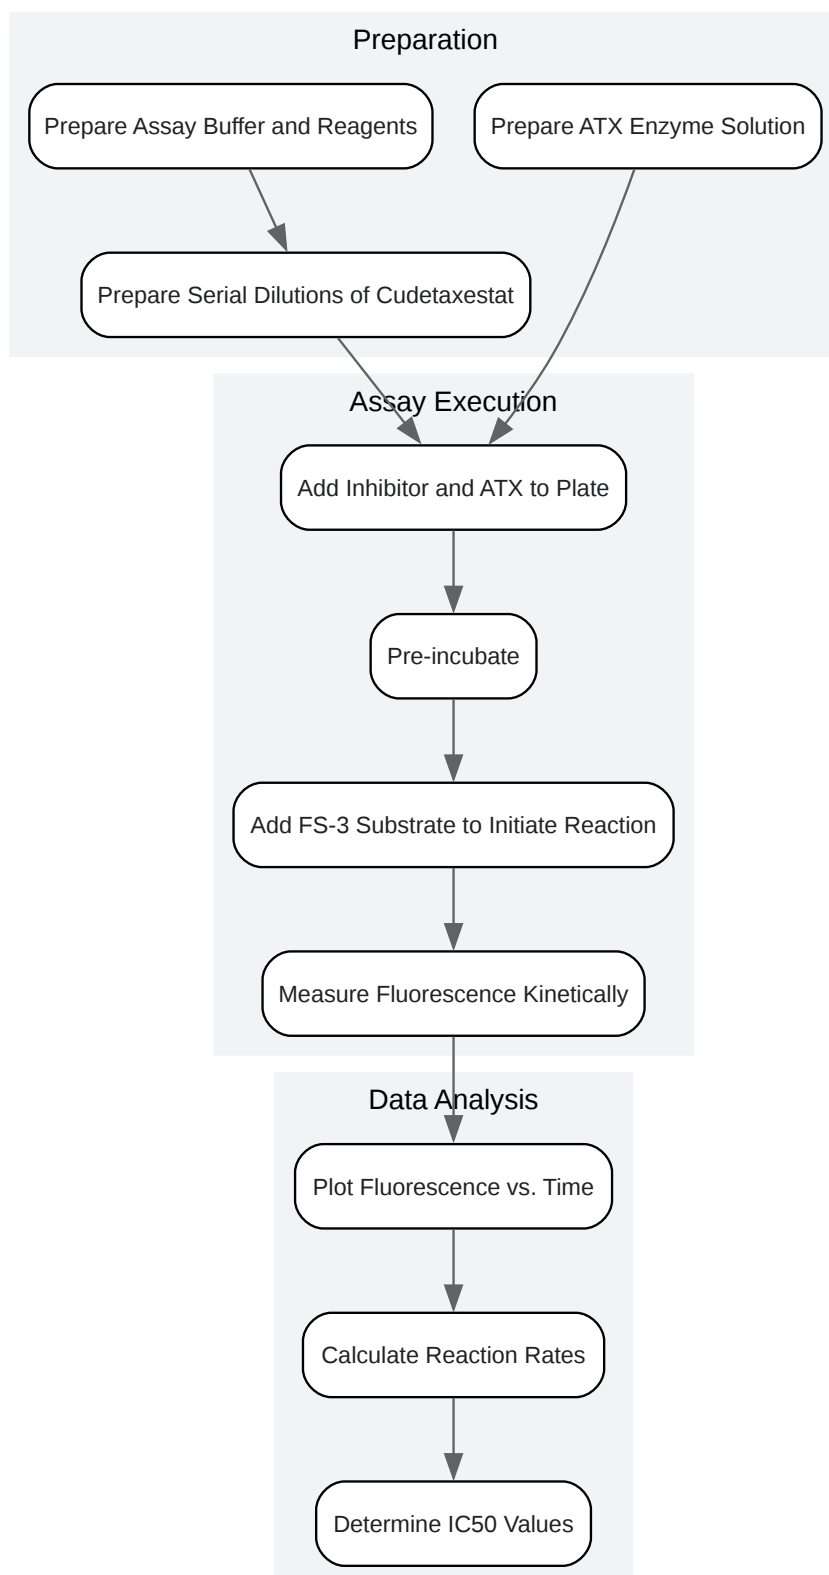 Preparation
Prepare Assay Buffer and Reagents
Prepare ATX Enzyme Solution
Prepare Serial Dilutions of Cudetaxestat
Assay Execution
Add Inhibitor and ATX to Plate
Pre-incubate
Add FS-3 Substrate to Initiate Reaction
Measure Fluorescence Kinetically
Data Analysis
Plot Fluorescence vs. Time
Calculate Reaction Rates
Determine IC50 Values